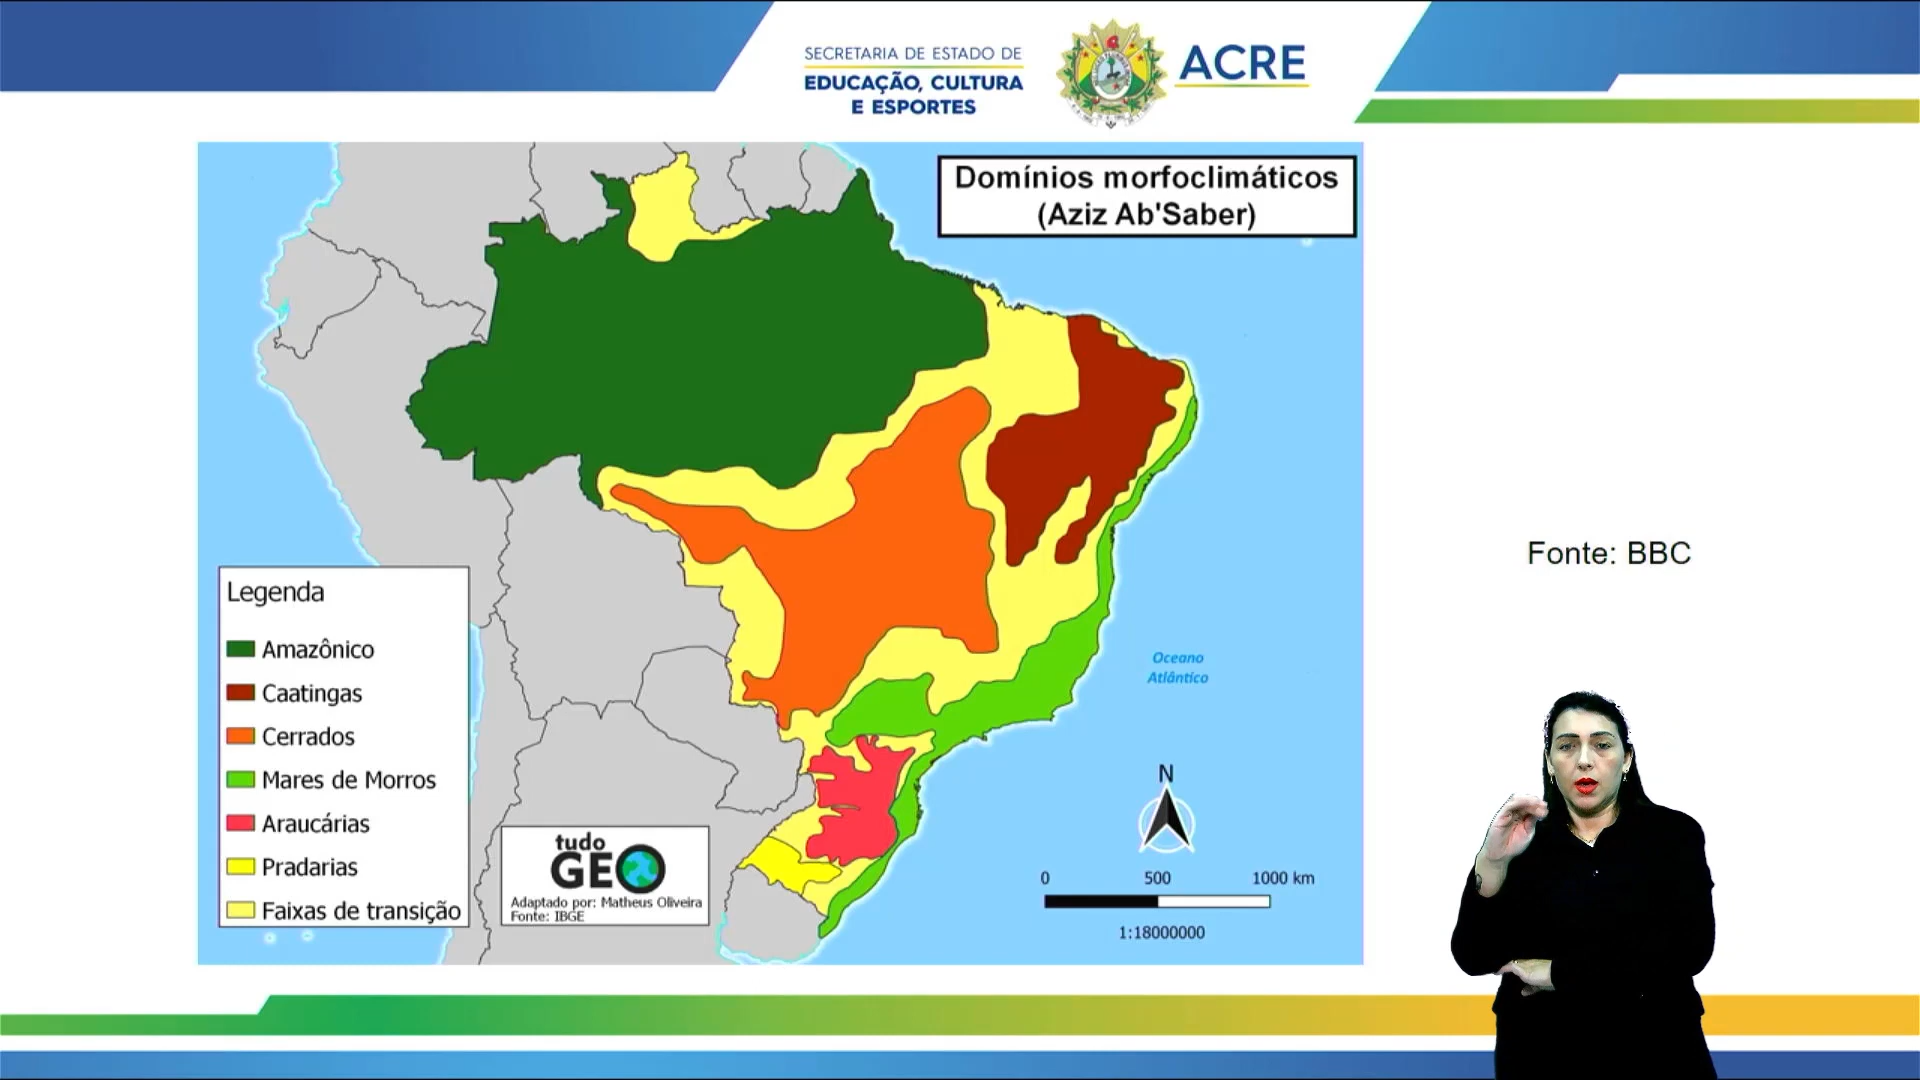 SECRETARIA DE ESTADO DE
EDUCAÇÃO, CULTURA
E ESPORTES
ACRE
Domínios morfoclimáticos
(Aziz Ab'Saber)
Fonte: BBC
Legenda
Amazônico
Caatingas
Cerrados
Mares de Morros
Araucárias
Pradarias
Faixas de transição
Oceano
Atlântico
tudo
GEO
Adaptado por: Matheus Oliveira
Fonte: IBGE
N
0 500 1000 km
1:18000000